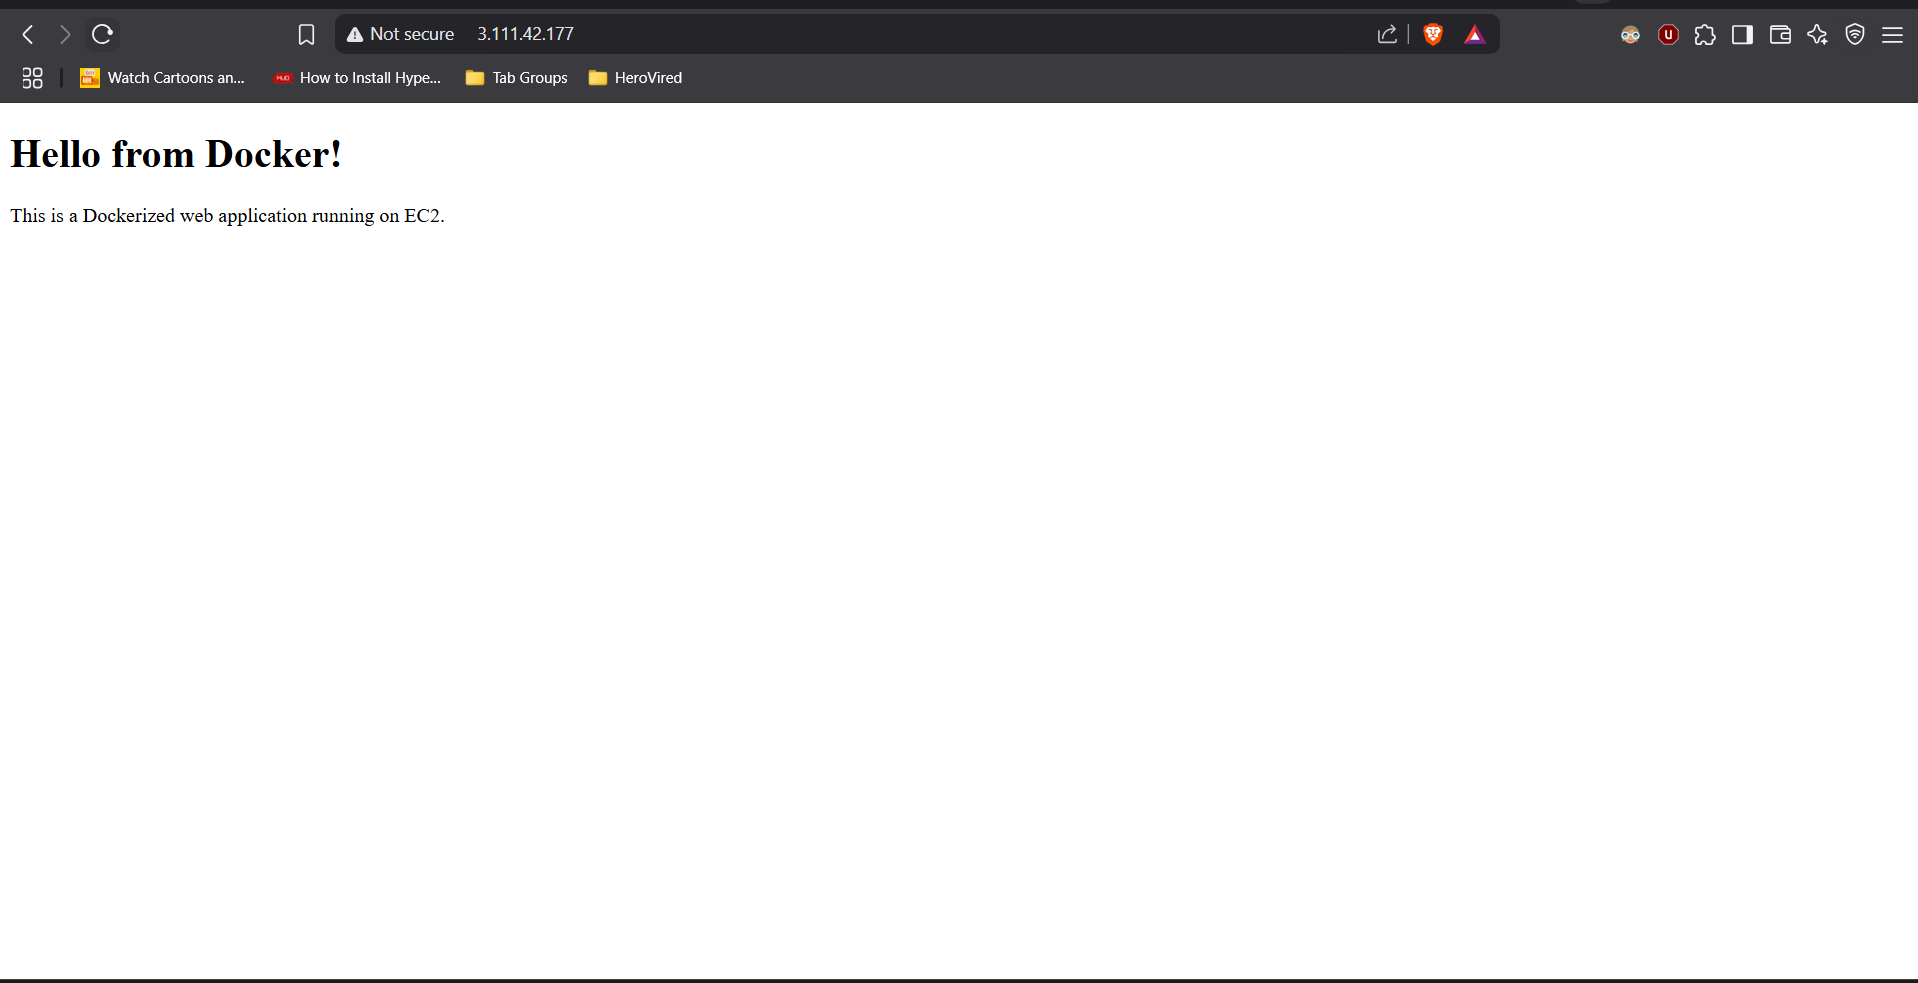 Not secure 3.111.42.177
Watch Cartoons an... How to Install Hype... Tab Groups HeroVired
Hello from Docker!
This is a Dockerized web application running on EC2.